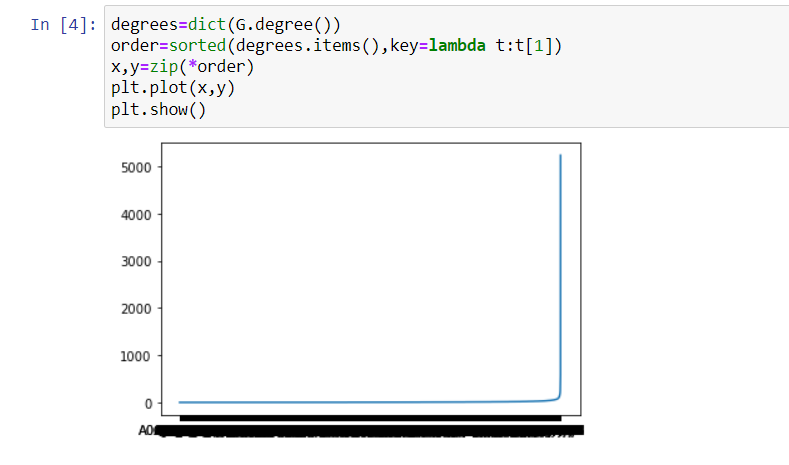 In [4]: degrees=dict(G.degree())
order=sorted(degrees.items(),key=lambda t:t[1])
x,y=zip(*order)
plt.plot(x,y)
plt.show()
5000
4000
3000
2000
1000
0